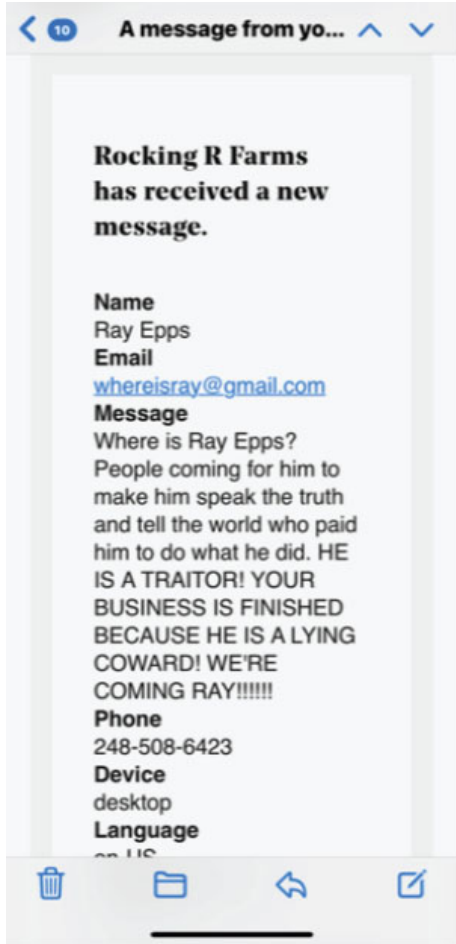 10 A message from yo...
Rocking R Farms
has received a new
message.
Name
Ray Epps
Email
whereisray@gmail.com
Message
Where is Ray Epps?
People coming for him to
make him speak the truth
and tell the world who paid
him to do what he did. HE
IS A TRAITOR! YOUR
BUSINESS IS FINISHED
BECAUSE HE IS A LYING
COWARD! WE'RE
COMING RAY!!!!!!
Phone
248-508-6423
Device
desktop
Language
en-US